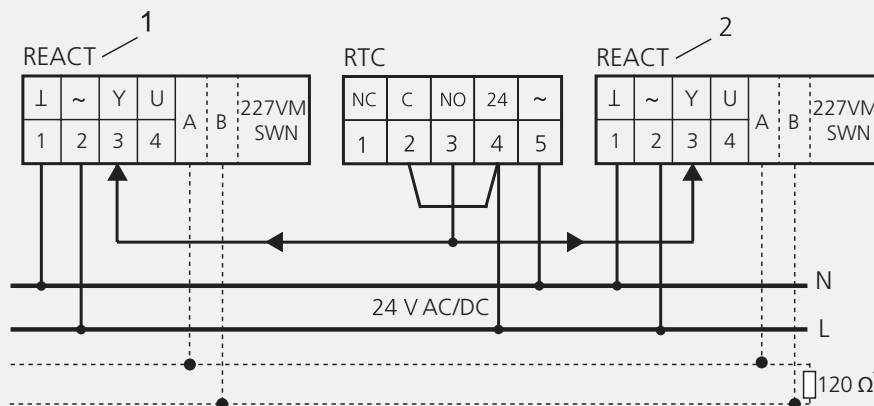 1
2
REACT
RTC
REACT
⊥ ~ Y U A B 227VM
1 2 3 4 SWN
NC C NO 24 ~
1 2 3 4 5
⊥ ~ Y U A B 227VM
1 2 3 4 SWN
N
24 V AC/DC
L
120 Ω